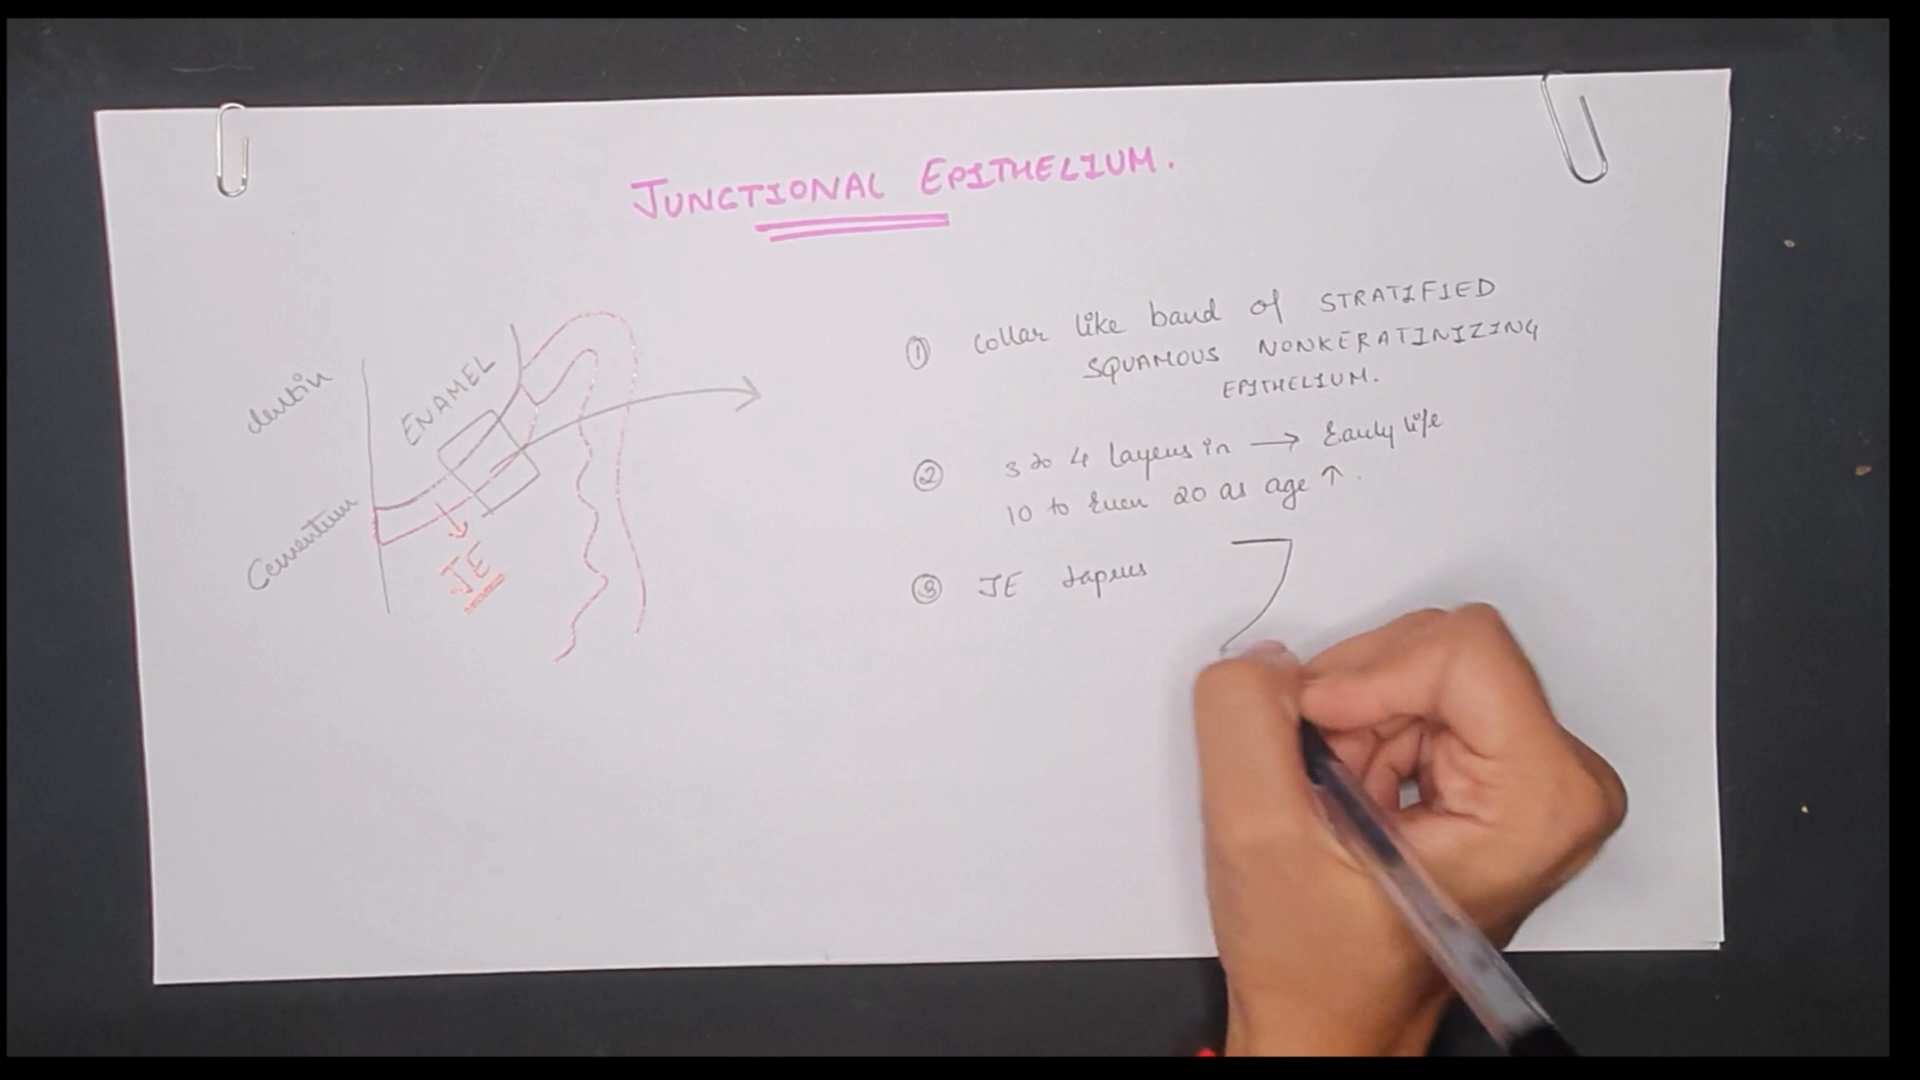 JUNCTIONAL EPITHELIUM.
dentin
ENAMEL
Cementum
JE
① Collar like band of STRATIFIED
SQUAMOUS NONKERATINIZING
EPITHELIUM.
② 3 to 4 layers in → Early life
10 to Even 20 as age ↑.
③ JE tapers